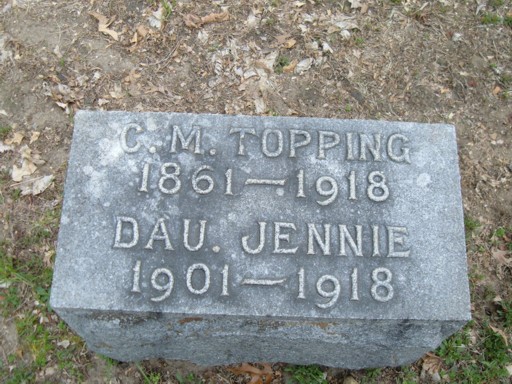 C. M. TOPPING
1861—1918
DAU. JENNIE
1901—1918